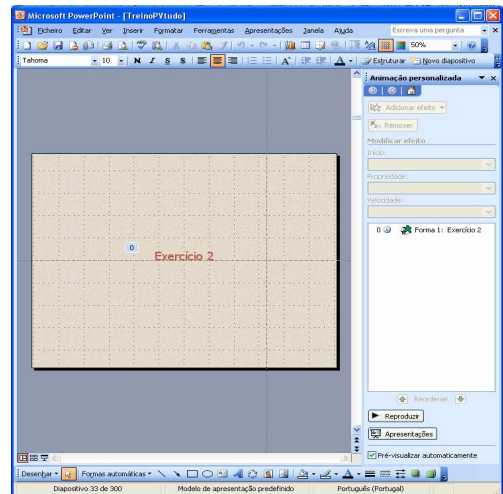 Microsoft PowerPoint - [TreinoPVtudo]
Ficheiro Editar Ver Inserir Formatar Ferramentas Apresentações Janela Ajuda Escreva uma pergunta
50%
Tahoma 10 N I S S Estruturar Novo diapositivo
Animação personalizada
Adicionar efeito
Remover
Modificar efeito
Início:
Propriedade:
Velocidade:
0 Forma 1: Exercício 2
0
Exercício 2
Reordenar
Reproduzir
Apresentações
Pré-visualizar automaticamente
Desenhar Formas automáticas
Diapositivo 33 de 300 Modelo de apresentação predefinido Português (Portugal)